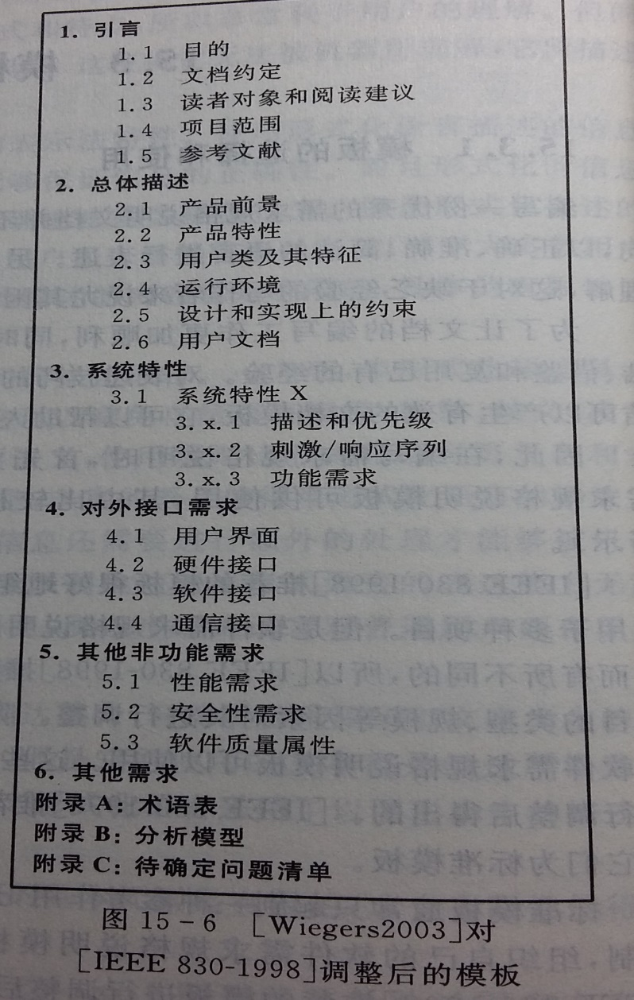 1. 引言
1.1 目的
1.2 文档约定
1.3 读者对象和阅读建议
1.4 项目范围
1.5 参考文献
2. 总体描述
2.1 产品前景
2.2 产品特性
2.3 用户类及其特征
2.4 运行环境
2.5 设计和实现上的约束
2.6 用户文档
3. 系统特性
3.1 系统特性 X
3.x.1 描述和优先级
3.x.2 刺激/响应序列
3.x.3 功能需求
4. 对外接口需求
4.1 用户界面
4.2 硬件接口
4.3 软件接口
4.4 通信接口
5. 其他非功能需求
5.1 性能需求
5.2 安全性需求
5.3 软件质量属性
6. 其他需求
附录 A: 术语表
附录 B: 分析模型
附录 C: 待确定问题清单
图 15-6 [Wiegers2003]对
[IEEE 830-1998]调整后的模板